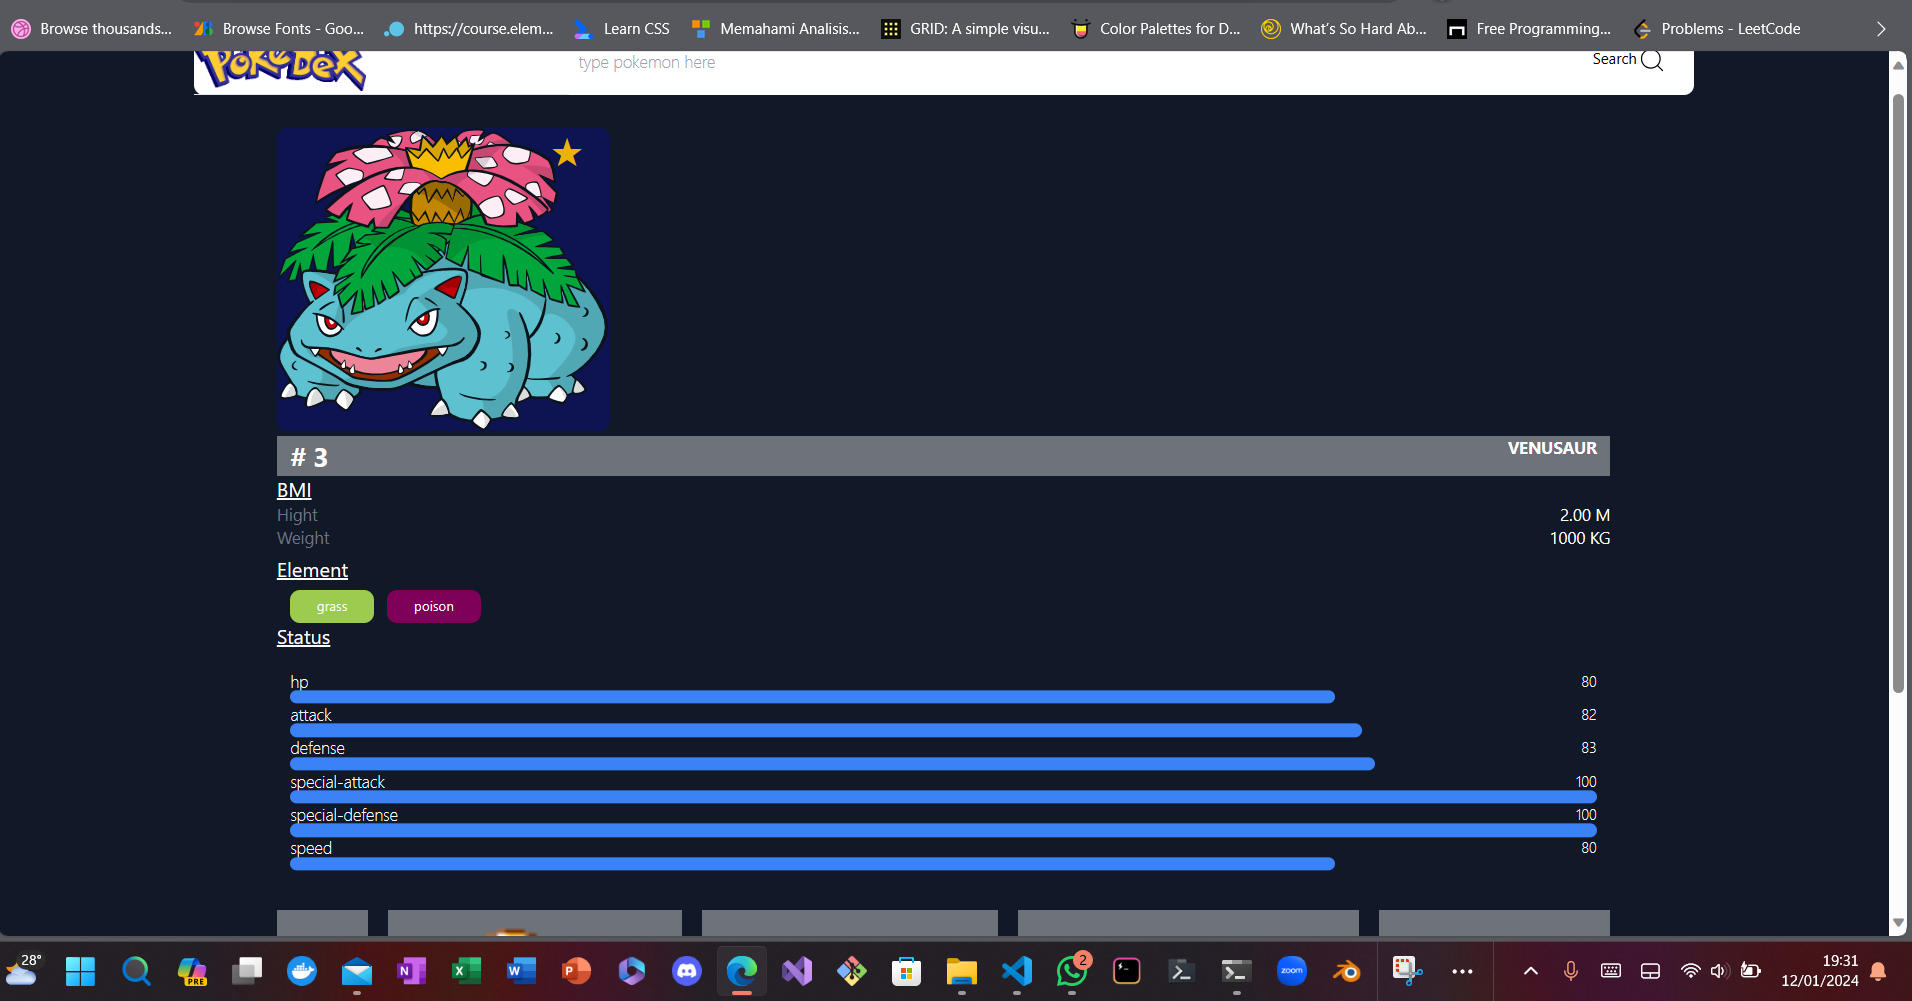 Browse thousands... Browse Fonts - Goo... https://course.elem... Learn CSS Memahami Analisis... GRID: A simple visu... Color Palettes for D... What's So Hard Ab... Free Programming... Problems - LeetCode
POKéDEX type pokemon here Search
# 3 VENUSAUR
BMI
Hight 2.00 M
Weight 1000 KG
Element
grass poison
Status
hp 80
attack 82
defense 83
special-attack 100
special-defense 100
speed 80
28° PRE N X W P 2 zoom 19:31
12/01/2024